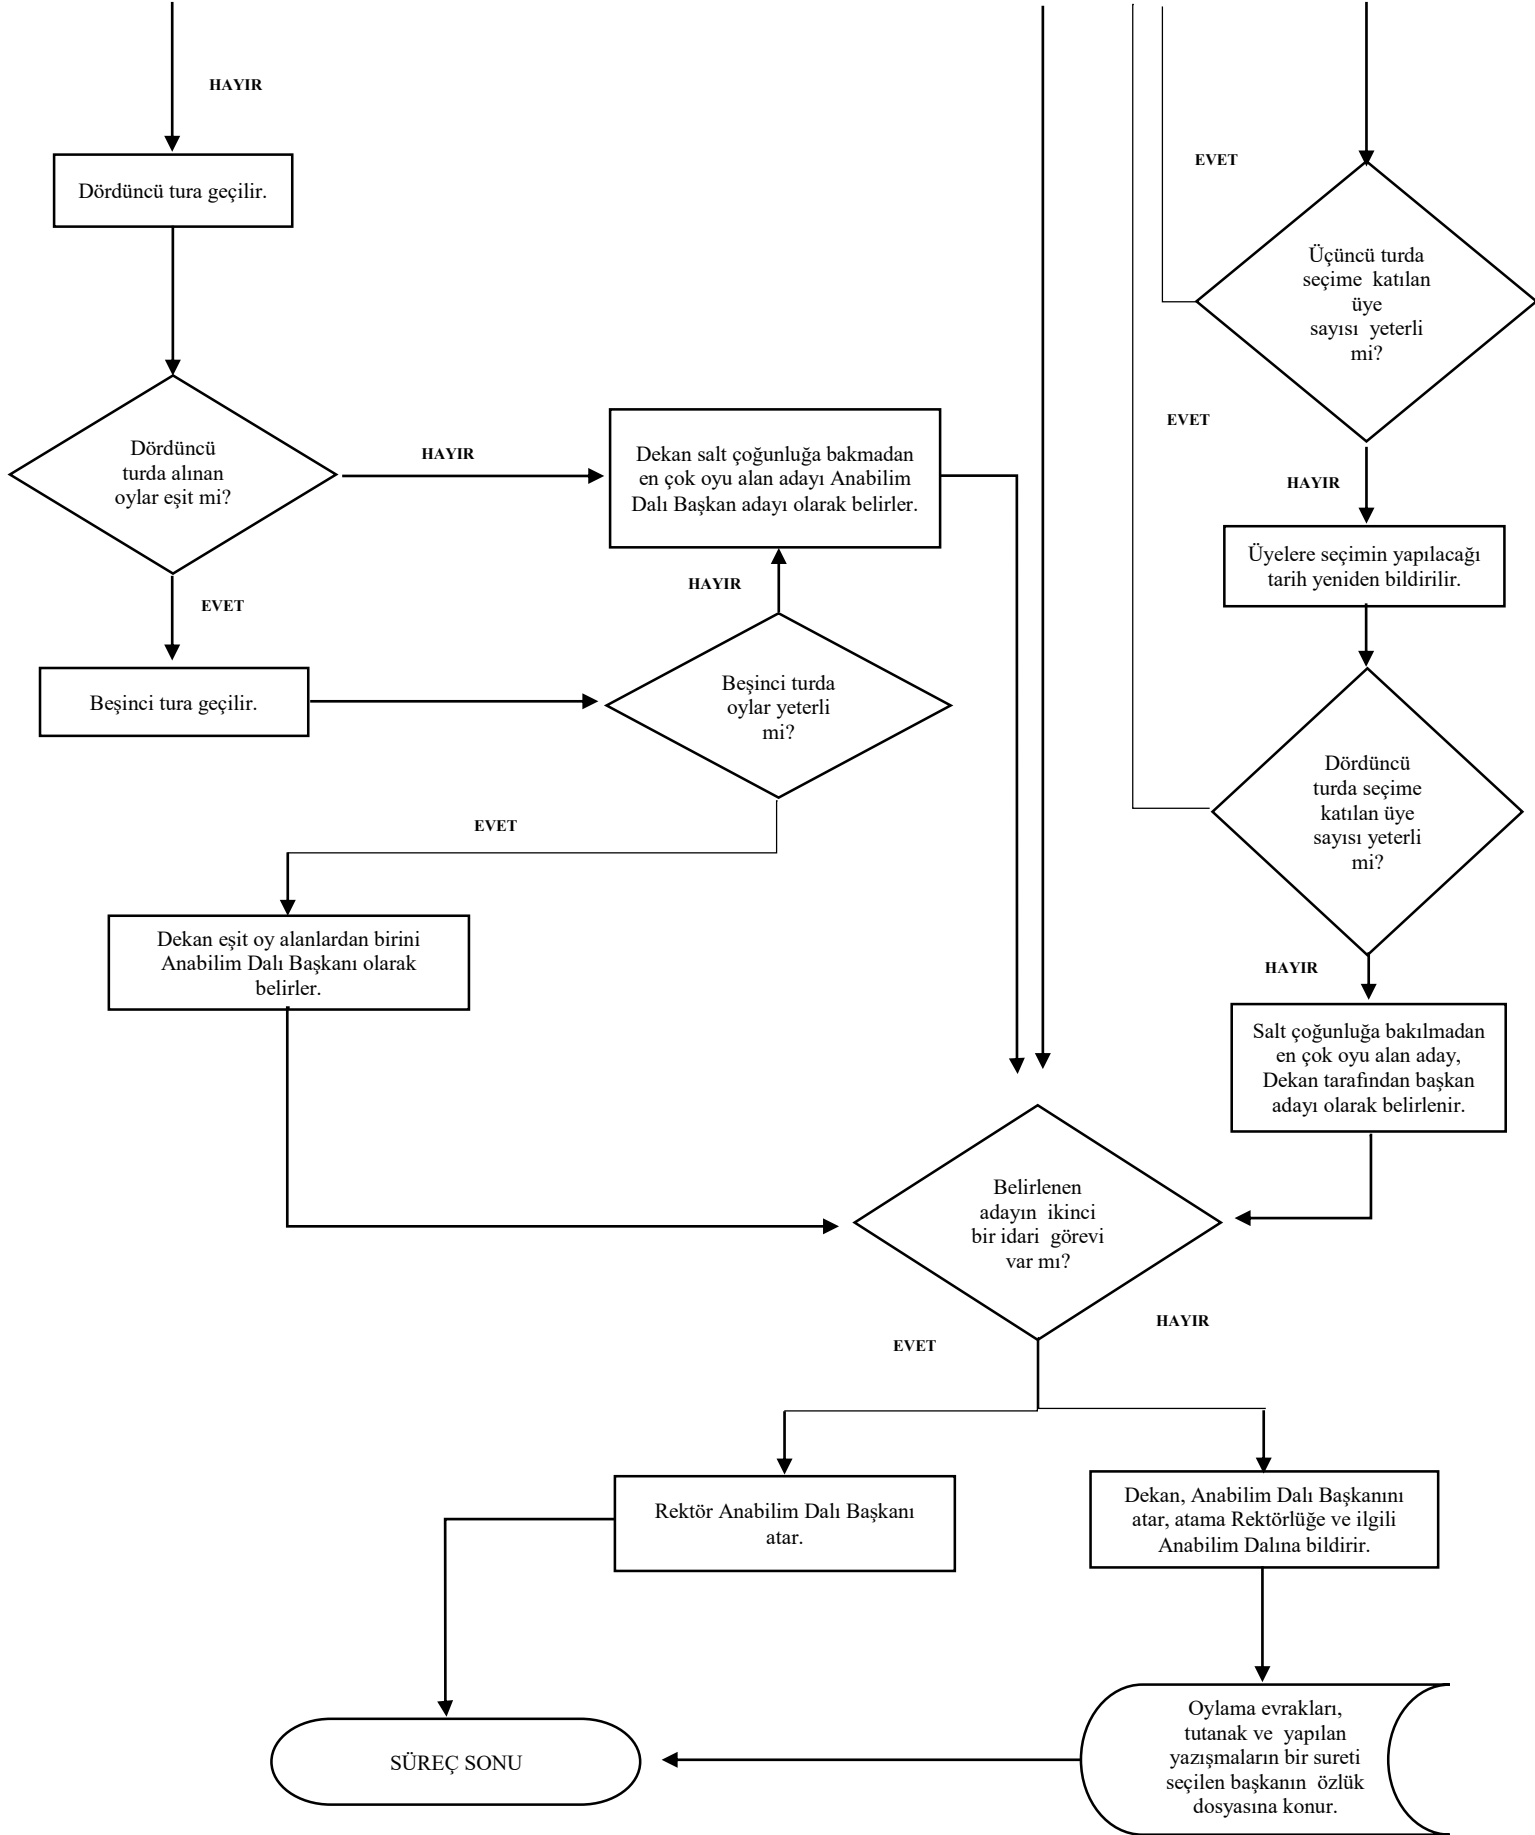 HAYIR
Dördüncü tura geçilir.
EVET
Üçüncü turda
seçime katılan
üye
sayısı yeterli
mi?
Dördüncü
turda alınan
oylar eşit mi?
HAYIR
Dekan salt çoğunluğa bakmadan
en çok oyu alan adayı Anabilim
Dalı Başkan adayı olarak belirler.
EVET
HAYIR
Üyelere seçimin yapılacağı
tarih yeniden bildirilir.
EVET
HAYIR
Beşinci tura geçilir.
Beşinci turda
oylar yeterli
mi?
Dördüncü
turda seçime
katılan üye
sayısı yeterli
mi?
EVET
Dekan eşit oy alanlardan birini
Anabilim Dalı Başkanı olarak
belirler.
HAYIR
Salt çoğunluğa bakılmadan
en çok oyu alan aday,
Dekan tarafından başkan
adayı olarak belirlenir.
Belirlenen
adayın ikinci
bir idari görevi
var mı?
EVET
HAYIR
Rektör Anabilim Dalı Başkanı
atar.
Dekan, Anabilim Dalı Başkanını
atar, atama Rektörlüğe ve ilgili
Anabilim Dalına bildirir.
SÜREÇ SONU
Oylama evrakları,
tutanak ve yapılan
yazışmaların bir sureti
seçilen başkanın özlük
dosyasına konur.